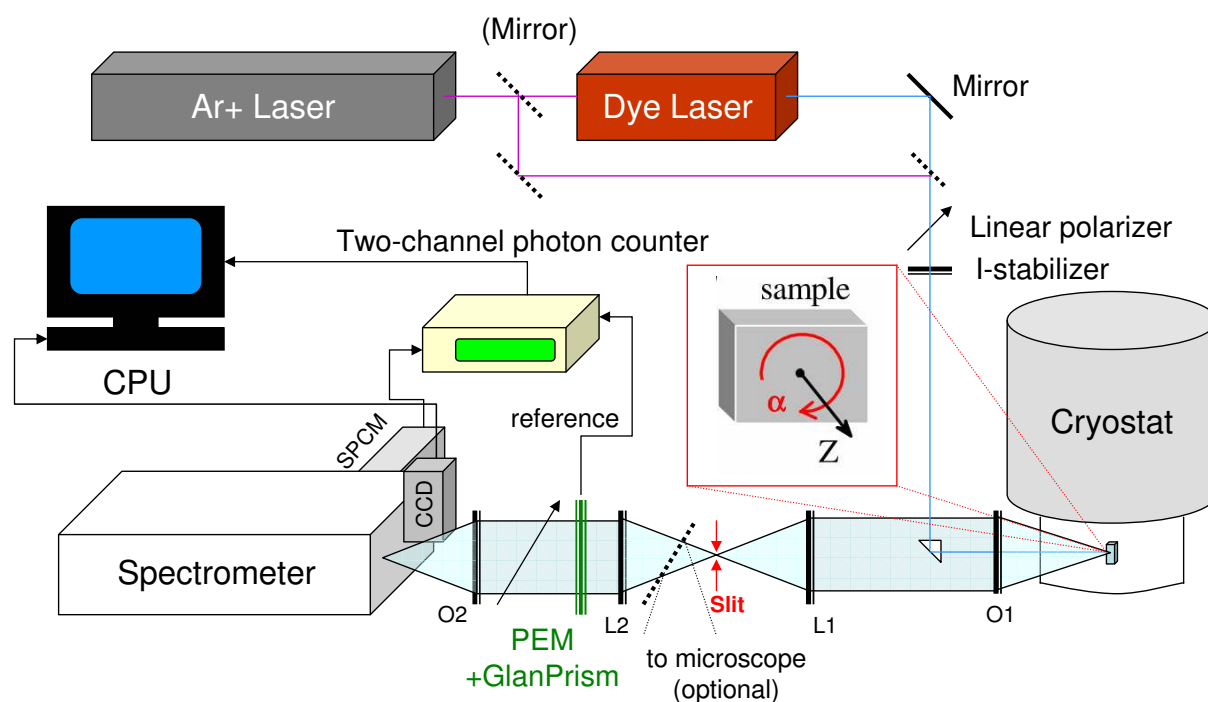 (Mirror)
Ar+ Laser
Dye Laser
Mirror
Two-channel photon counter
Linear polarizer
I-stabilizer
sample
α
Z
CPU
reference
Cryostat
SPCM
CCD
Spectrometer
Slit
O2
L2
L1
O1
PEM
+GlanPrism
to microscope
(optional)